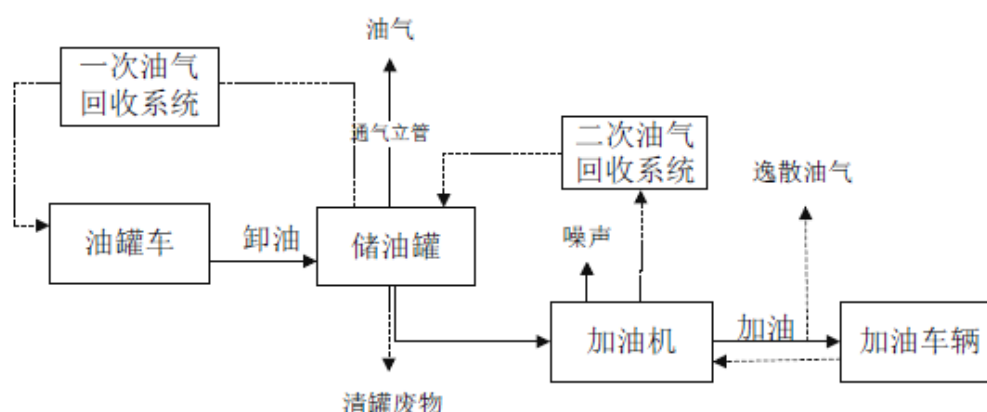 油气
一次油气
回收系统
通气立管
二次油气
回收系统
逸散油气
油罐车
卸油
储油罐
噪声
加油机
加油
加油车辆
清罐废物